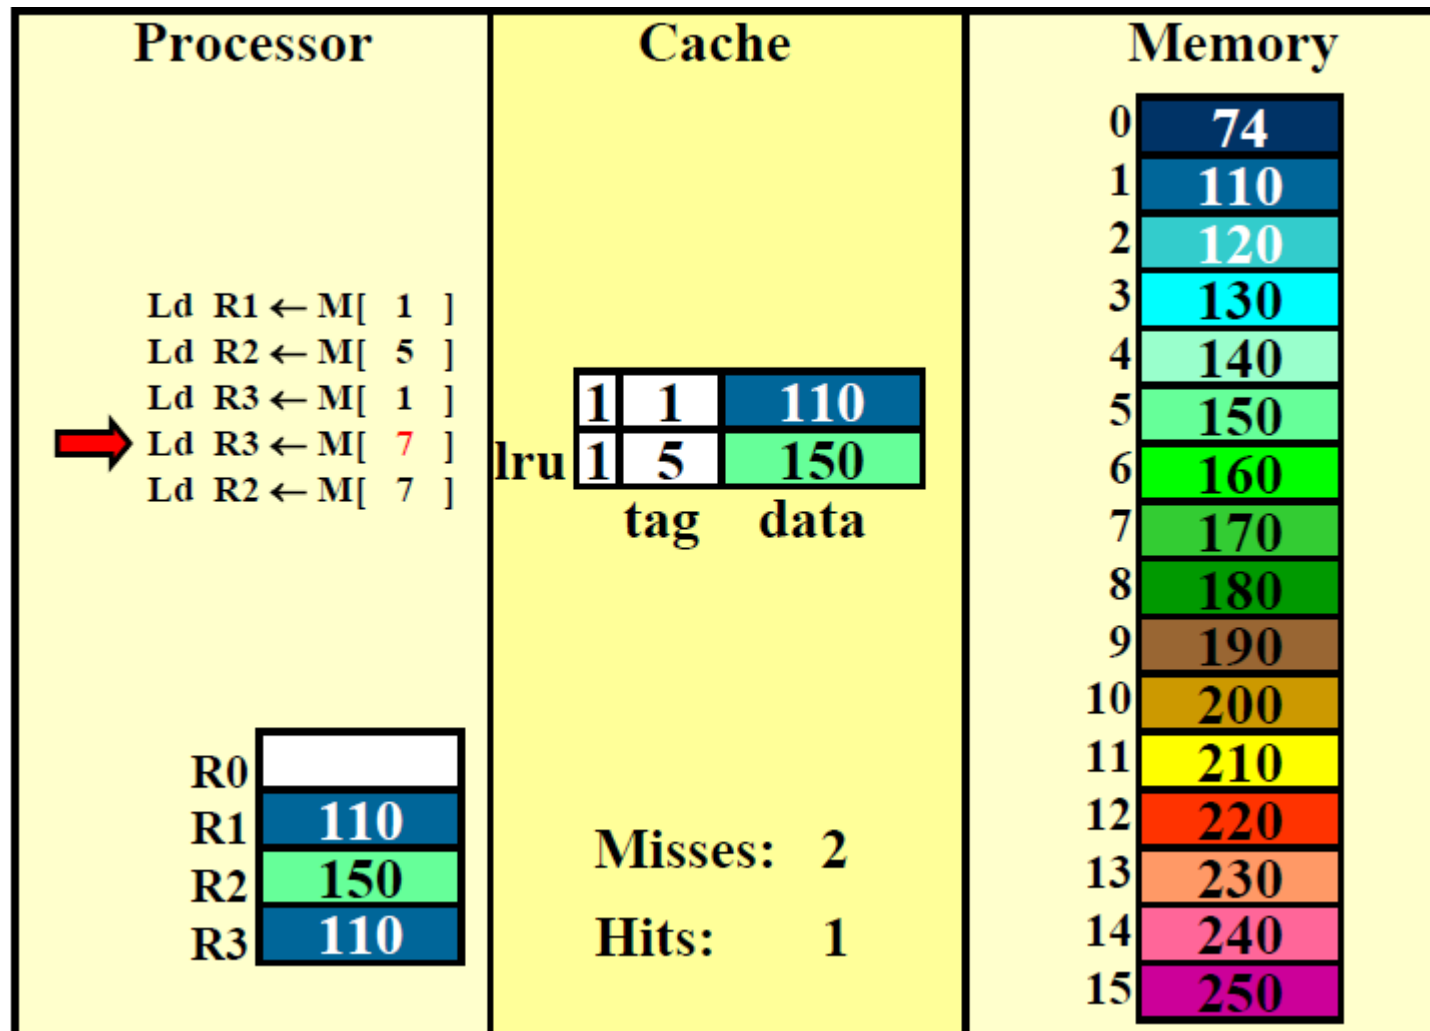 Processor
Ld R1 ← M[ 1 ]
Ld R2 ← M[ 5 ]
Ld R3 ← M[ 1 ]
Ld R3 ← M[ 7 ]
Ld R2 ← M[ 7 ]
R0
R1 110
R2 150
R3 110
Cache
1 1 110
lru 1 5 150
tag data
Misses: 2
Hits: 1
Memory
0 74
1 110
2 120
3 130
4 140
5 150
6 160
7 170
8 180
9 190
10 200
11 210
12 220
13 230
14 240
15 250